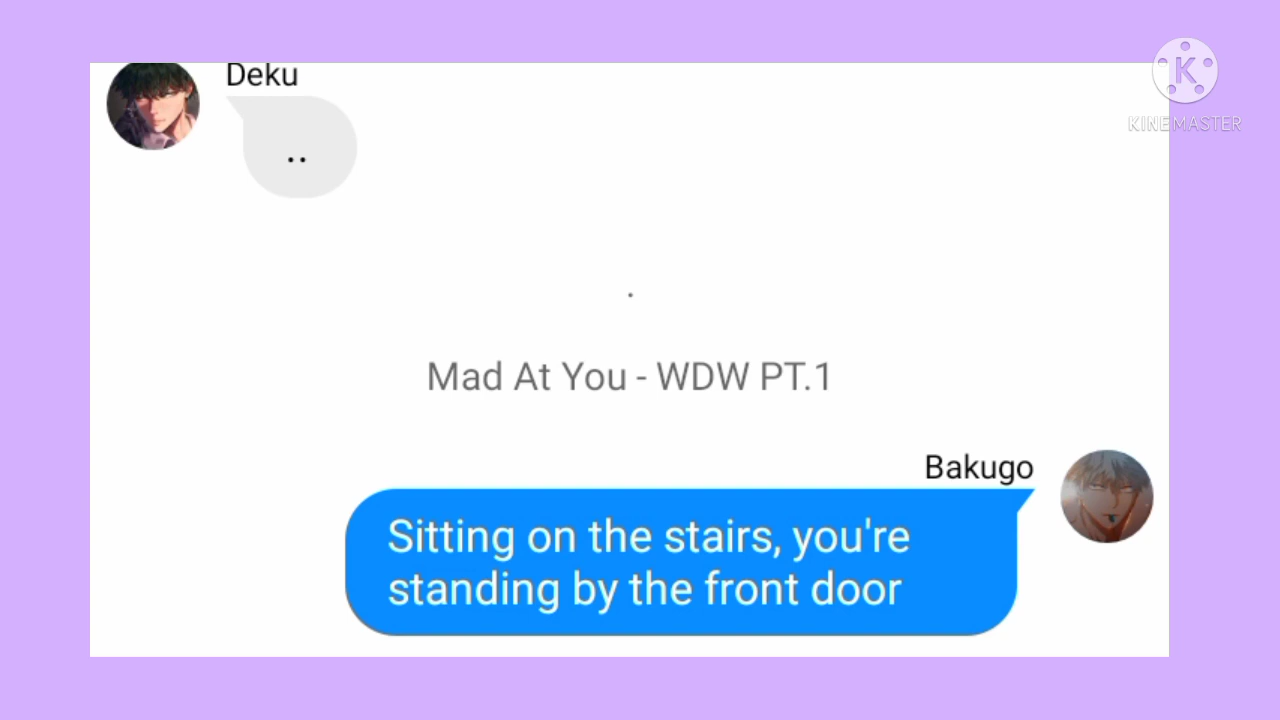 Deku
..
.
Mad At You - WDW PT.1
Bakugo
Sitting on the stairs, you're
standing by the front door
K
KINEMASTER